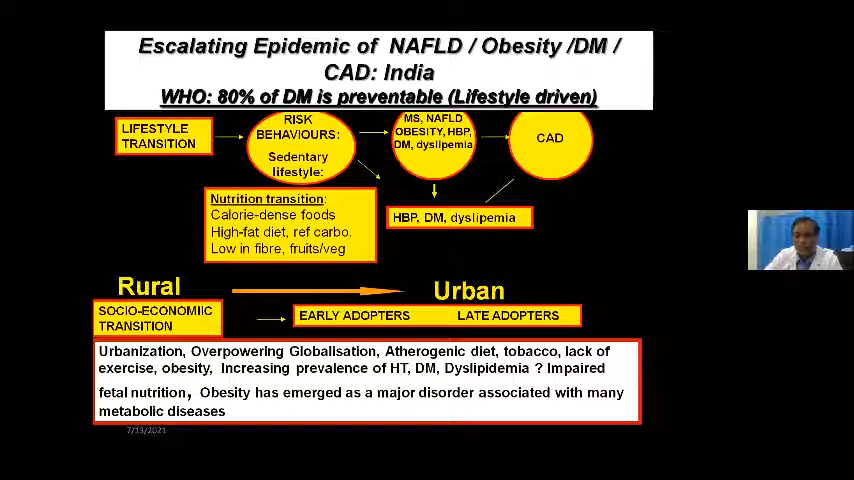 Escalating Epidemic of NAFLD / Obesity /DM /
CAD: India
WHO: 80% of DM is preventable (Lifestyle driven)
LIFESTYLE
TRANSITION
RISK
BEHAVIOURS:
Sedentary
lifestyle:
MS, NAFLD
OBESITY, HBP,
DM, dyslipemia
CAD
Nutrition transition:
Calorie-dense foods
High-fat diet, ref carbo.
Low in fibre, fruits/veg
HBP, DM, dyslipemia
Rural
Urban
SOCIO-ECONOMIIC
TRANSITION
EARLY ADOPTERS LATE ADOPTERS
Urbanization, Overpowering Globalisation, Atherogenic diet, tobacco, lack of
exercise, obesity, Increasing prevalence of HT, DM, Dyslipidemia ? Impaired
fetal nutrition, Obesity has emerged as a major disorder associated with many
metabolic diseases
7/13/2021